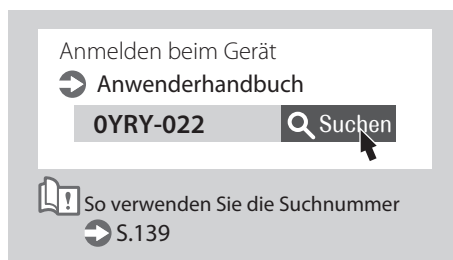 Anmelden beim Gerät
Anwenderhandbuch
0YRY-022 Suchen
So verwenden Sie die Suchnummer
S.139